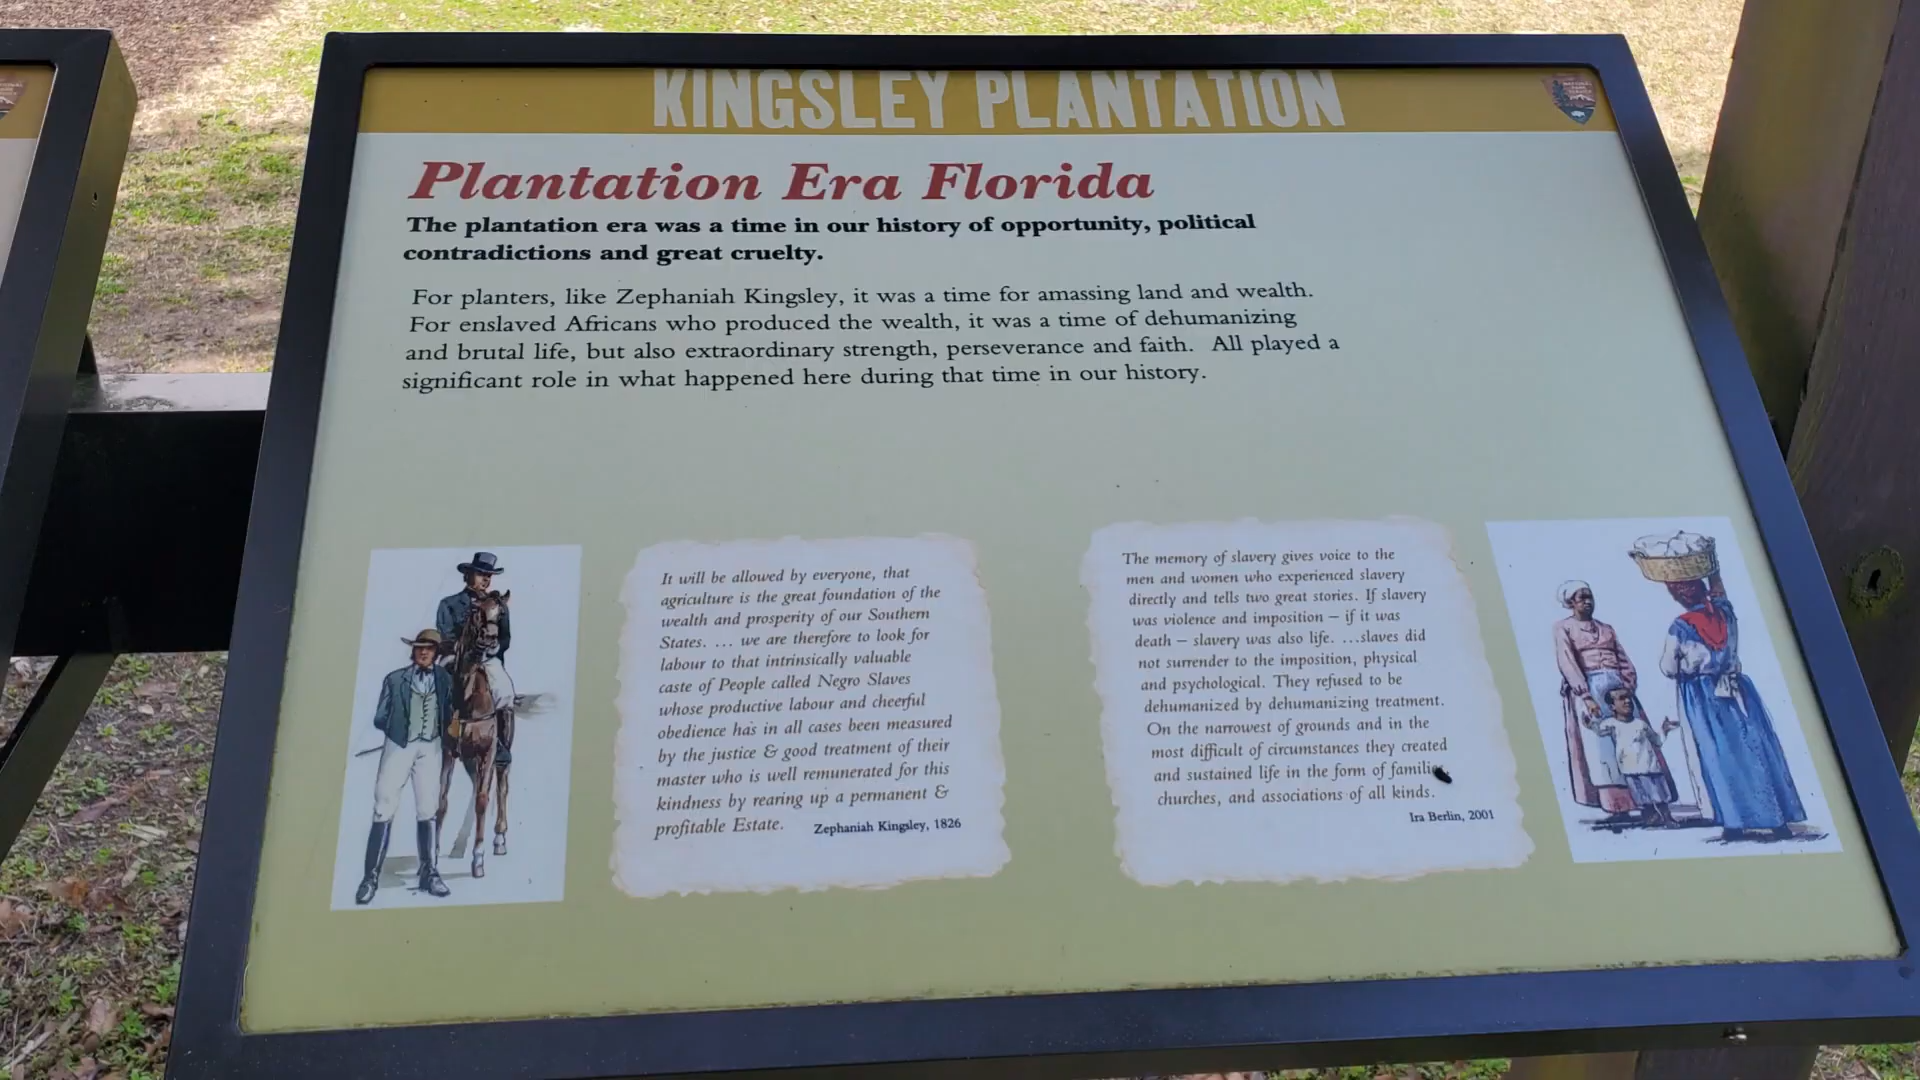 KINGSLEY PLANTATION
Plantation Era Florida
The plantation era was a time in our history of opportunity, political
contradictions and great cruelty.
For planters, like Zephaniah Kingsley, it was a time for amassing land and wealth.
For enslaved Africans who produced the wealth, it was a time of dehumanizing
and brutal life, but also extraordinary strength, perseverance and faith. All played a
significant role in what happened here during that time in our history.
It will be allowed by everyone, that
agriculture is the great foundation of the
wealth and prosperity of our Southern
States. … we are therefore to look for
labour to that intrinsically valuable
caste of People called Negro Slaves
whose productive labour and cheerful
obedience has in all cases been measured
by the justice & good treatment of their
master who is well remunerated for this
kindness by rearing up a permanent &
profitable Estate.
Zephaniah Kingsley, 1826
The memory of slavery gives voice to the
men and women who experienced slavery
directly and tells two great stories. If slavery
was violence and imposition – if it was
death – slavery was also life. …slaves did
not surrender to the imposition, physical
and psychological. They refused to be
dehumanized by dehumanizing treatment.
On the narrowest of grounds and in the
most difficult of circumstances they created
and sustained life in the form of families,
churches, and associations of all kinds.
Ira Berlin, 2001